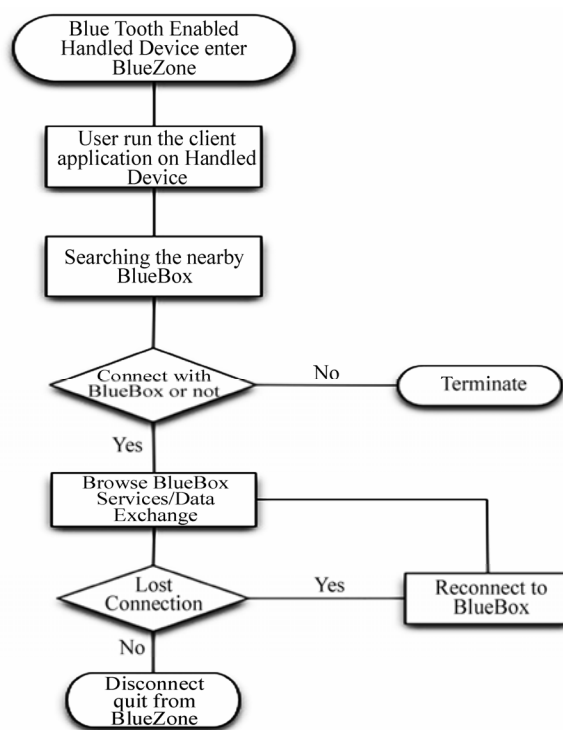 Blue Tooth Enabled
Handled Device enter
BlueZone
User run the client
application on Handled
Device
Searching the nearby
BlueBox
Connect with
BlueBox or not
No
Terminate
Yes
Browse BlueBox
Services/Data
Exchange
Lost
Connection
Yes
Reconnect to
BlueBox
No
Disconnect
quit from
BlueZone